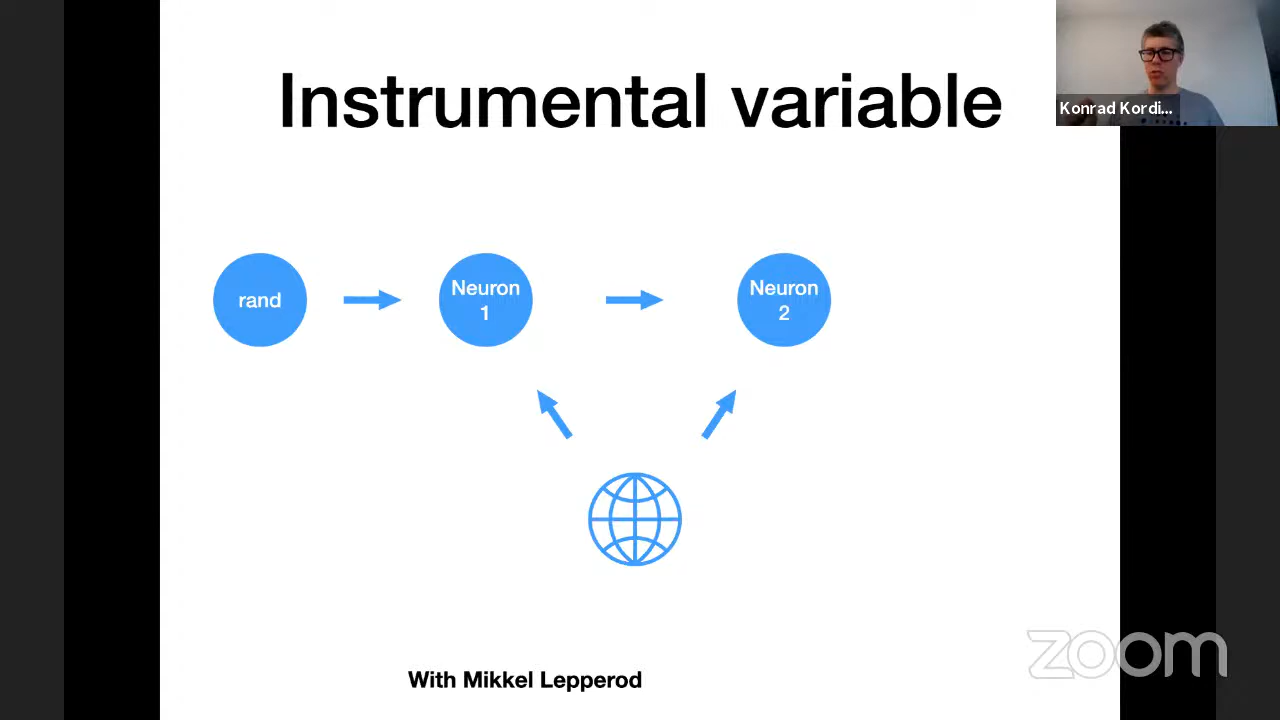 Instrumental variable
Konrad Kordi...
rand
Neuron
1
Neuron
2
With Mikkel Lepperod
zoom